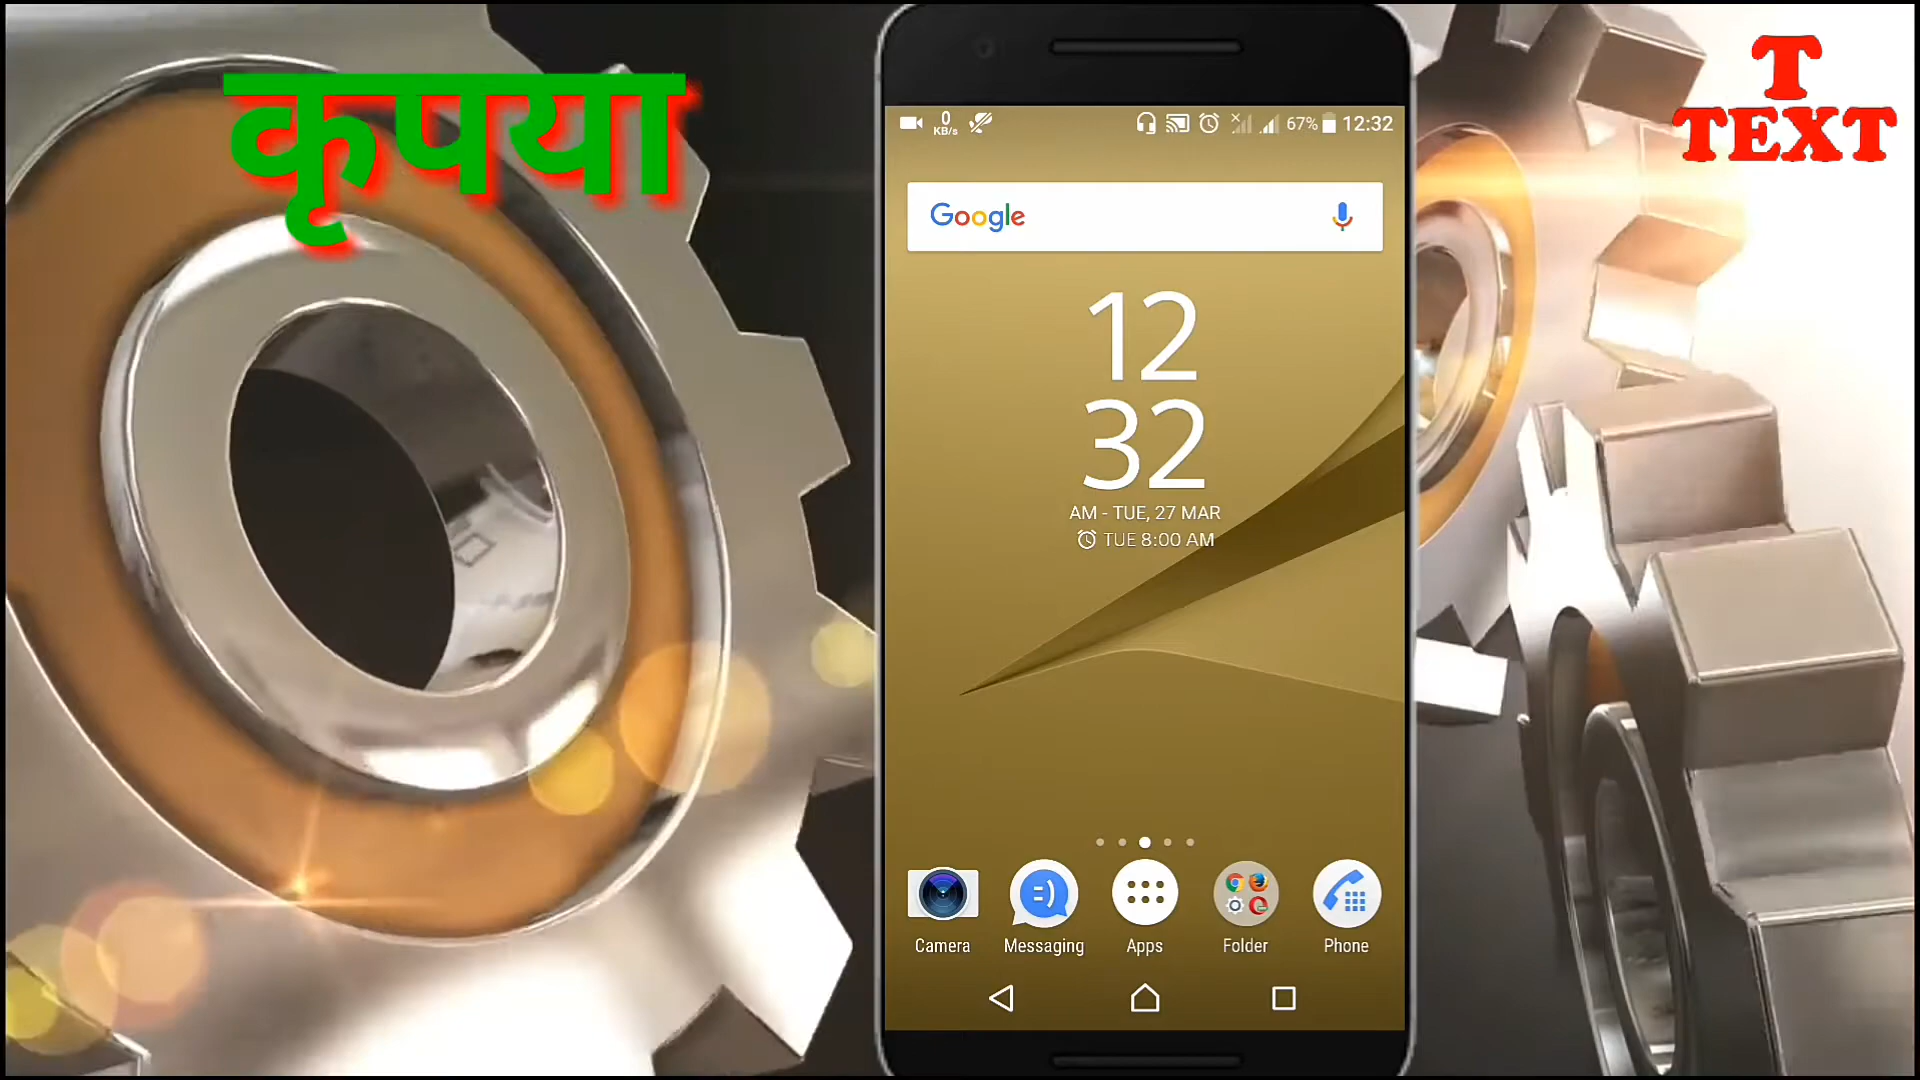 कृपया
T
TEXT
0
KB/s
67%
12:32
Google
12
32
AM - TUE, 27 MAR
TUE 8:00 AM
Camera
Messaging
Apps
Folder
Phone